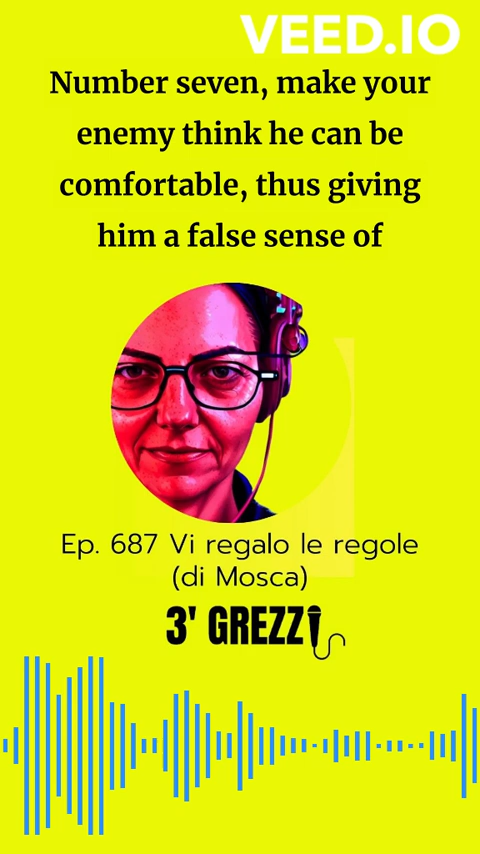 VEED.IO
Number seven, make your
enemy think he can be
comfortable, thus giving
him a false sense of
Ep. 687 Vi regalo le regole
(di Mosca)
3' GREZZI